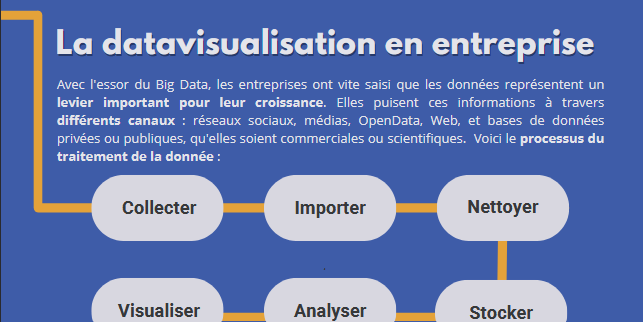 La datavisualisation en entreprise
Avec l'essor du Big Data, les entreprises ont vite saisi que les données représentent un
levier important pour leur croissance. Elles puisent ces informations à travers
différents canaux : réseaux sociaux, médias, OpenData, Web, et bases de données
privées ou publiques, qu'elles soient commerciales ou scientifiques. Voici le processus du
traitement de la donnée :
Collecter
Importer
Nettoyer
Visualiser
Analyser
Stocker